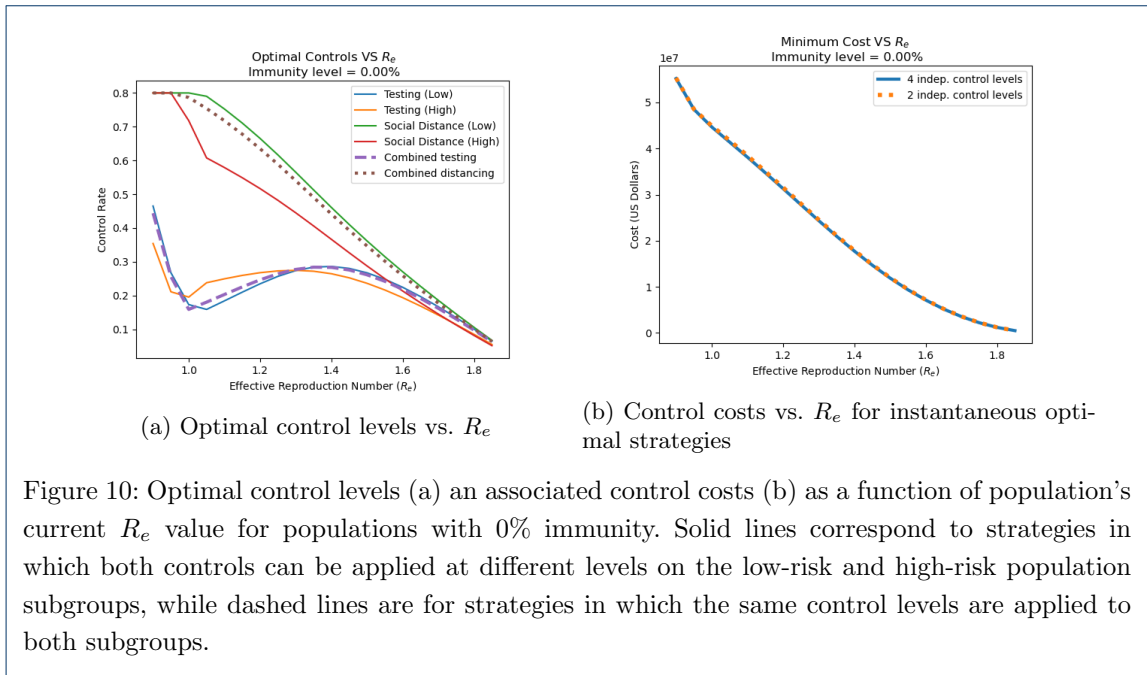 Optimal Controls VS R_e
Immunity level = 0.00%
Testing (Low)
Testing (High)
Social Distance (Low)
Social Distance (High)
Combined testing
Combined distancing
Control Rate
0.8
0.7
0.6
0.5
0.4
0.3
0.2
0.1
1.0 1.2 1.4 1.6 1.8
Effective Reproduction Number (R_e)
(a) Optimal control levels vs. R_e
Minimum Cost VS R_e
Immunity level = 0.00%
1e7
4 indep. control levels
2 indep. control levels
Cost (US Dollars)
5
4
3
2
1
0
1.0 1.2 1.4 1.6 1.8
Effective Reproduction Number (R_e)
(b) Control costs vs. R_e for instantaneous opti-
mal strategies
Figure 10: Optimal control levels (a) an associated control costs (b) as a function of population's
current R_e value for populations with 0% immunity. Solid lines correspond to strategies in
which both controls can be applied at different levels on the low-risk and high-risk population
subgroups, while dashed lines are for strategies in which the same control levels are applied to
both subgroups.